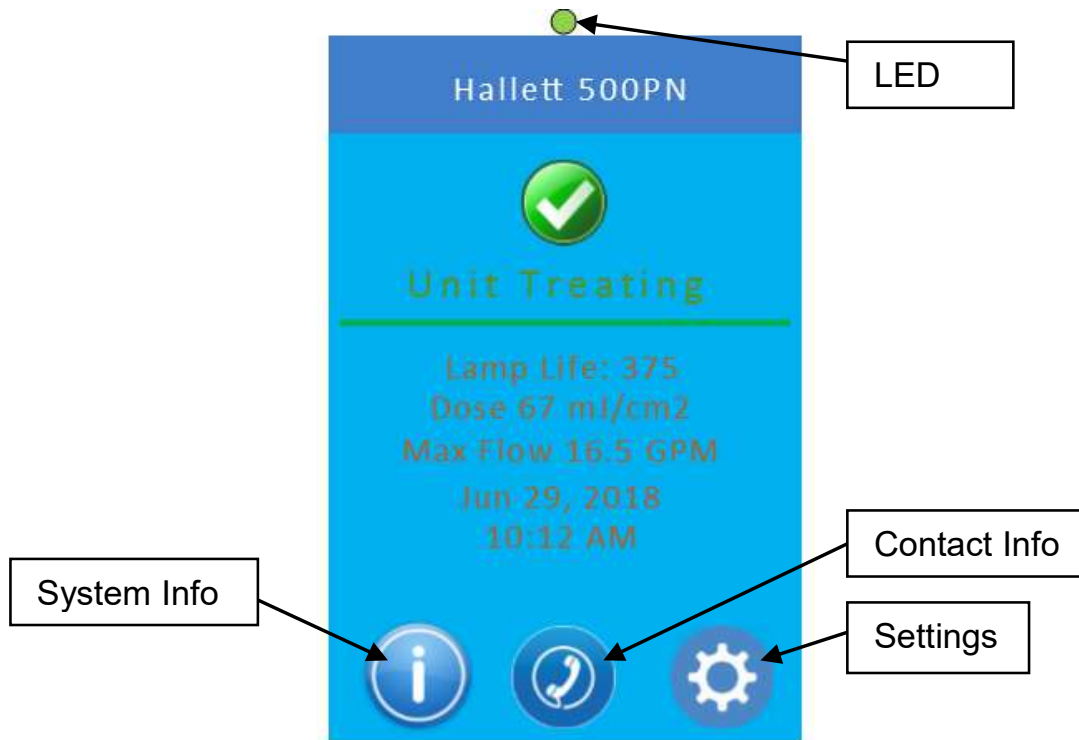 LED
Hallett 500PN
Unit Treating
Lamp Life: 375
Dose 67 mJ/cm2
Max Flow 16.5 GPM
Jun 29, 2018
10:12 AM
Contact Info
System Info
Settings